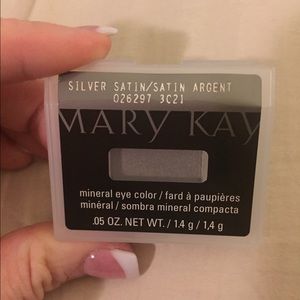 SILVER SATIN/SATIN ARGENT
026297 3C21
MARY KAY
mineral eye color / fard à paupières
minéral / sombra mineral compacta
.05 OZ. NET WT. / 1.4 g / 1,4 g